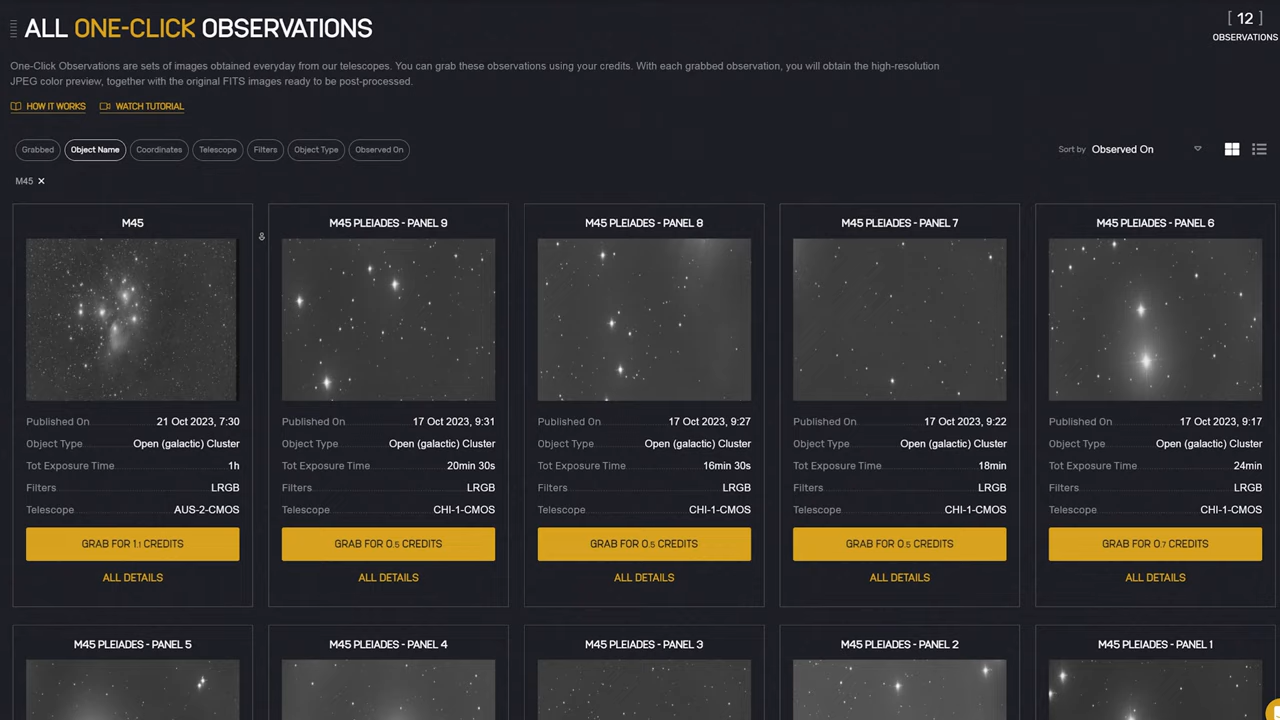 ALL ONE-CLICK OBSERVATIONS
[ 12 ]
OBSERVATIONS
One-Click Observations are sets of images obtained everyday from our telescopes. You can grab these observations using your credits. With each grabbed observation, you will obtain the high-resolution
JPEG color preview, together with the original FITS images ready to be post-processed.
HOW IT WORKS WATCH TUTORIAL
Grabbed Object Name Coordinates Telescope Filters Object Type Observed On Sort by Observed On
M45 ×
M45
Published On 21 Oct 2023, 7:30
Object Type Open (galactic) Cluster
Tot Exposure Time 1h
Filters LRGB
Telescope AUS-2-CMOS
GRAB FOR 1.1 CREDITS
ALL DETAILS
M45 PLEIADES - PANEL 9
Published On 17 Oct 2023, 9:31
Object Type Open (galactic) Cluster
Tot Exposure Time 20min 30s
Filters LRGB
Telescope CHI-1-CMOS
GRAB FOR 0.5 CREDITS
ALL DETAILS
M45 PLEIADES - PANEL 8
Published On 17 Oct 2023, 9:27
Object Type Open (galactic) Cluster
Tot Exposure Time 16min 30s
Filters LRGB
Telescope CHI-1-CMOS
GRAB FOR 0.5 CREDITS
ALL DETAILS
M45 PLEIADES - PANEL 7
Published On 17 Oct 2023, 9:22
Object Type Open (galactic) Cluster
Tot Exposure Time 18min
Filters LRGB
Telescope CHI-1-CMOS
GRAB FOR 0.5 CREDITS
ALL DETAILS
M45 PLEIADES - PANEL 6
Published On 17 Oct 2023, 9:17
Object Type Open (galactic) Cluster
Tot Exposure Time 24min
Filters LRGB
Telescope CHI-1-CMOS
GRAB FOR 0.7 CREDITS
ALL DETAILS
M45 PLEIADES - PANEL 5
M45 PLEIADES - PANEL 4
M45 PLEIADES - PANEL 3
M45 PLEIADES - PANEL 2
M45 PLEIADES - PANEL 1